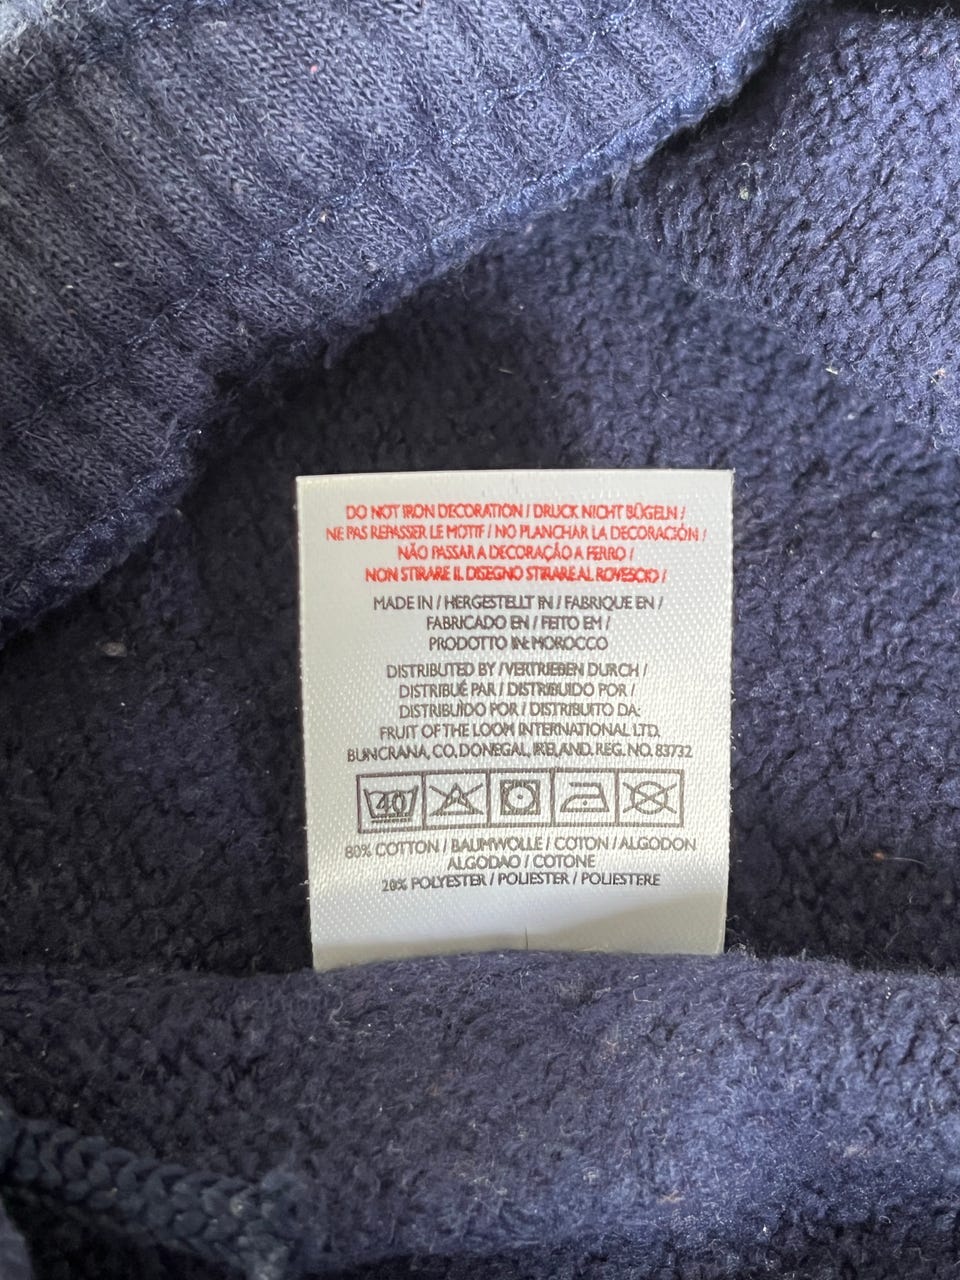 DO NOT IRON DECORATION / DRUCK NICHT BÜGELN /
NE PAS REPASSER LE MOTIF / NO PLANCHAR LA DECORACIÓN /
NÃO PASSAR A DECORAÇÃO A FERRO /
NON STIRARE IL DISEGNO STIRARE AL ROVESCIO /
MADE IN / HERGESTELLT IN / FABRIQUE EN /
FABRICADO EN / FEITO EM /
PRODOTTO IN: MOROCCO
DISTRIBUTED BY / VERTRIEBEN DURCH /
DISTRIBUÉ PAR / DISTRIBUIDO POR /
DISTRIBUÍDO POR / DISTRIBUITO DA:
FRUIT OF THE LOOM INTERNATIONAL LTD.
BUNCRANA, CO. DONEGAL, IRELAND. REG. NO. 83732
40
80% COTTON / BAUMWOLLE / COTON / ALGODON
ALGODAO / COTONE
20% POLYESTER / POLIESTER / POLIESTERE